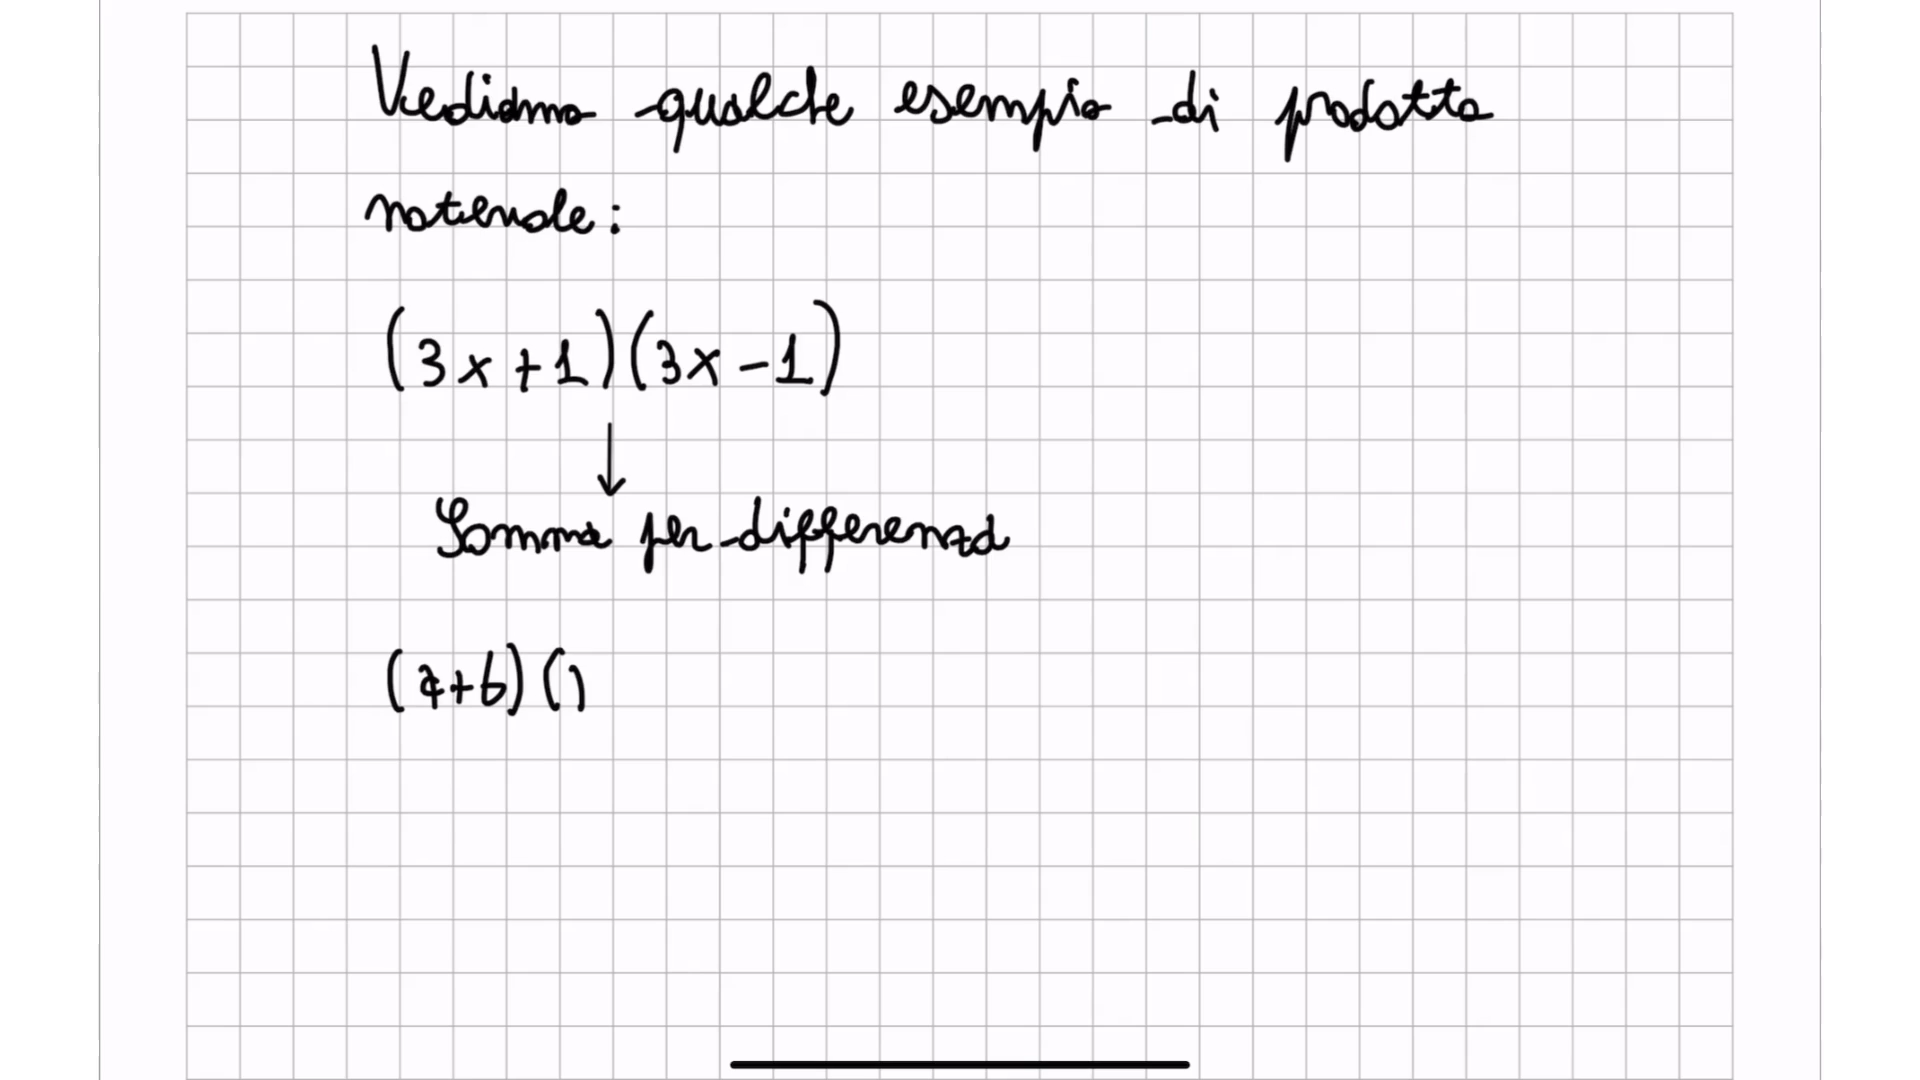 Vediamo qualche esempio di prodotto
notevole:
(3x+1)(3x-1)
↓
Somma per differenza
(a+b)(